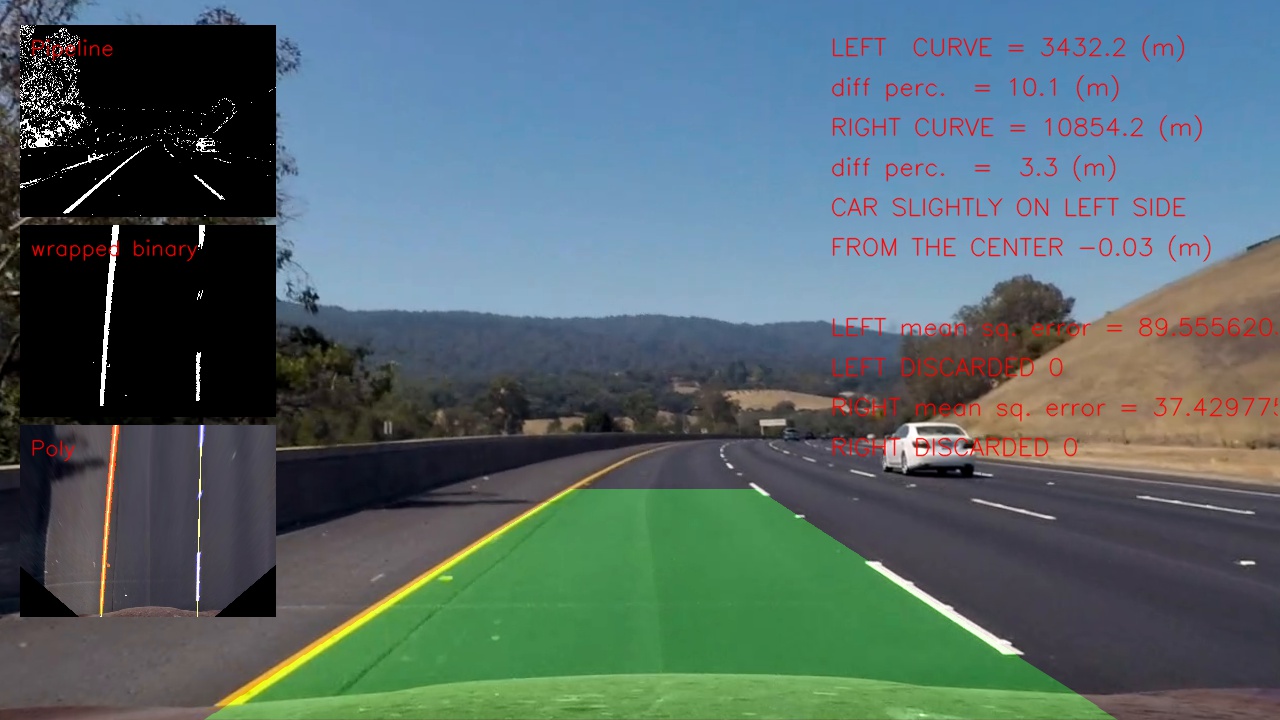 Pipeline
wrapped binary
Poly
LEFT CURVE = 3432.2 (m)
diff perc. = 10.1 (m)
RIGHT CURVE = 10854.2 (m)
diff perc. = 3.3 (m)
CAR SLIGHTLY ON LEFT SIDE
FROM THE CENTER -0.03 (m)
LEFT mean sq. error = 89.555620
LEFT DISCARDED 0
RIGHT mean sq. error = 37.429775
RIGHT DISCARDED 0